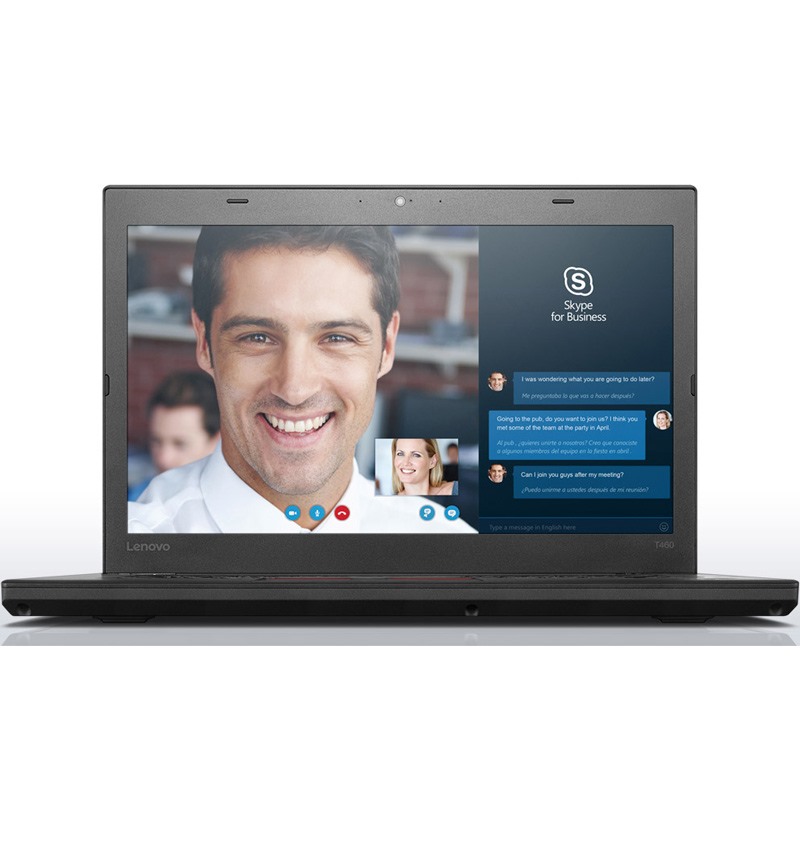 Skype
for Business
I was wondering what you are going to do later?
Me preguntaba lo que vas a hacer después?
Going to the pub, do you want to join us? I think you
met some of the team at the party in April.
Al pub, ¿quieres unirte a nosotros? Creo que conociste
a algunos miembros del equipo en la fiesta en abril.
Can I join you guys after my meeting?
¿Puedo unirme a ustedes después de mi reunión?
Type a message in English here
Lenovo
T460